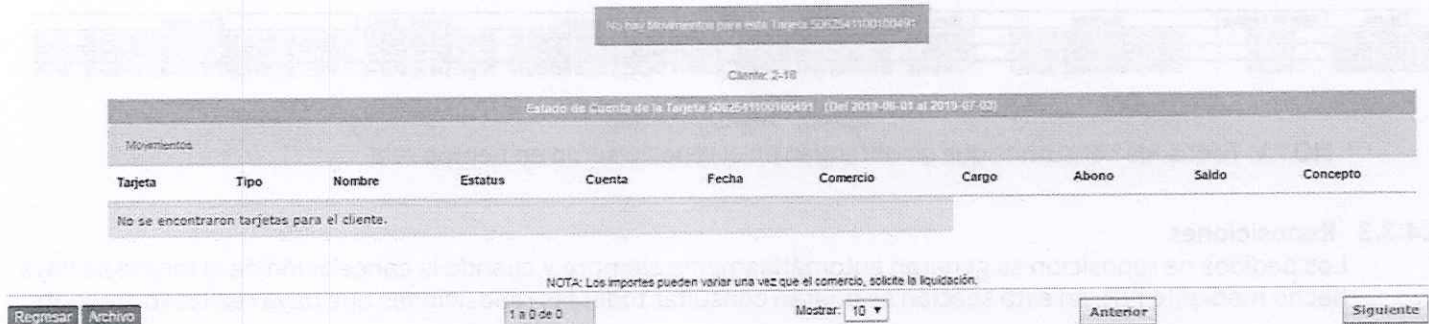 No hay Movimientos para esta Tarjeta 5062541100100491
Cliente: 2-16
Estado de Cuenta de la Tarjeta 5062541100100491 (Del 2019-06-01 al 2019-07-03)
Movimientos
Tarjeta Tipo Nombre Estatus Cuenta Fecha Comercio Cargo Abono Saldo Concepto
No se encontraron tarjetas para el cliente.
Reposiciones
NOTA: Los importes pueden variar una vez que el comercio, solicite la liquidación.
Regresar Archivo 1 a 0 de 0 Mostrar: 10 Anterior Siguiente